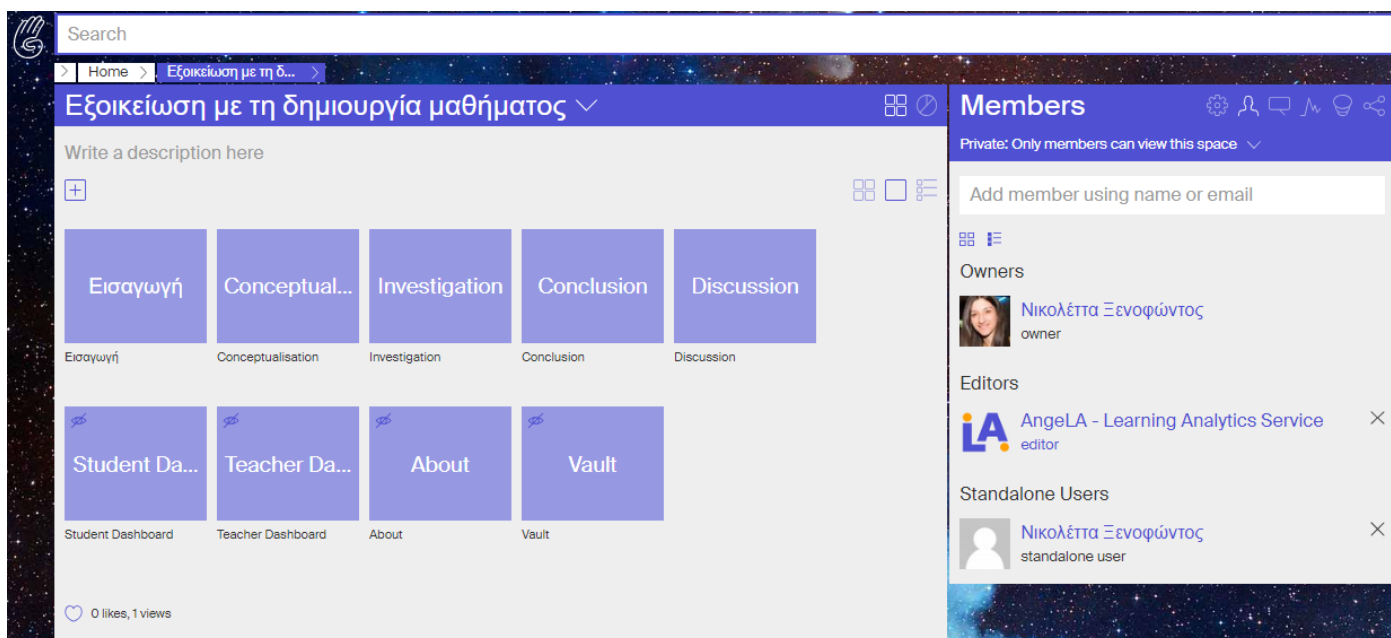 Search
Home
Εξοικείωση με τη δ...
Εξοικείωση με τη δημιουργία μαθήματος
Write a description here
Εισαγωγή
Conceptual...
Investigation
Conclusion
Discussion
Εισαγωγή
Conceptualisation
Investigation
Conclusion
Discussion
Student Da...
Teacher Da...
About
Vault
Student Dashboard
Teacher Dashboard
About
Vault
0 likes, 1 views
Members
Private: Only members can view this space
Add member using name or email
Owners
Νικολέττα Ξενοφώντος
owner
Editors
LA
AngeLA - Learning Analytics Service
editor
Standalone Users
Νικολέττα Ξενοφώντος
standalone user